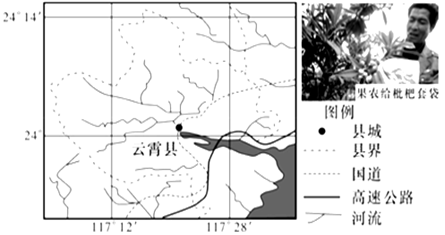 24°14′
24°
云霄县
117°12′
117°28′
果农给枇杷套袋
图例
县城
县界
国道
高速公路
河流